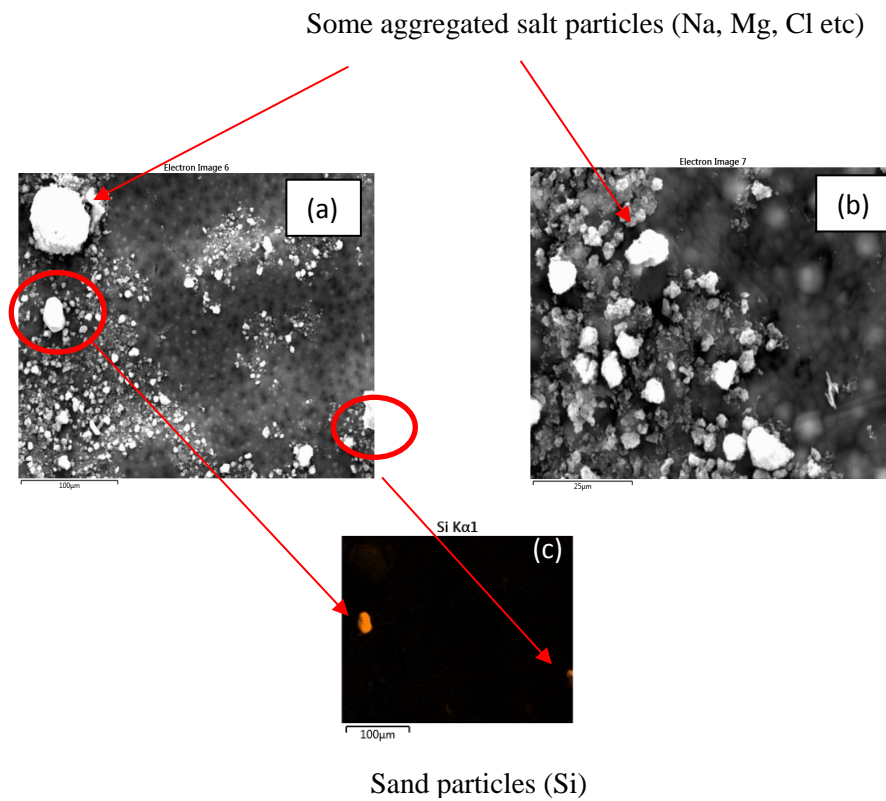 Some aggregated salt particles (Na, Mg, Cl etc)
Electron Image 6
(a)
100µm
Electron Image 7
(b)
25µm
Si Kα1
(c)
100µm
Sand particles (Si)